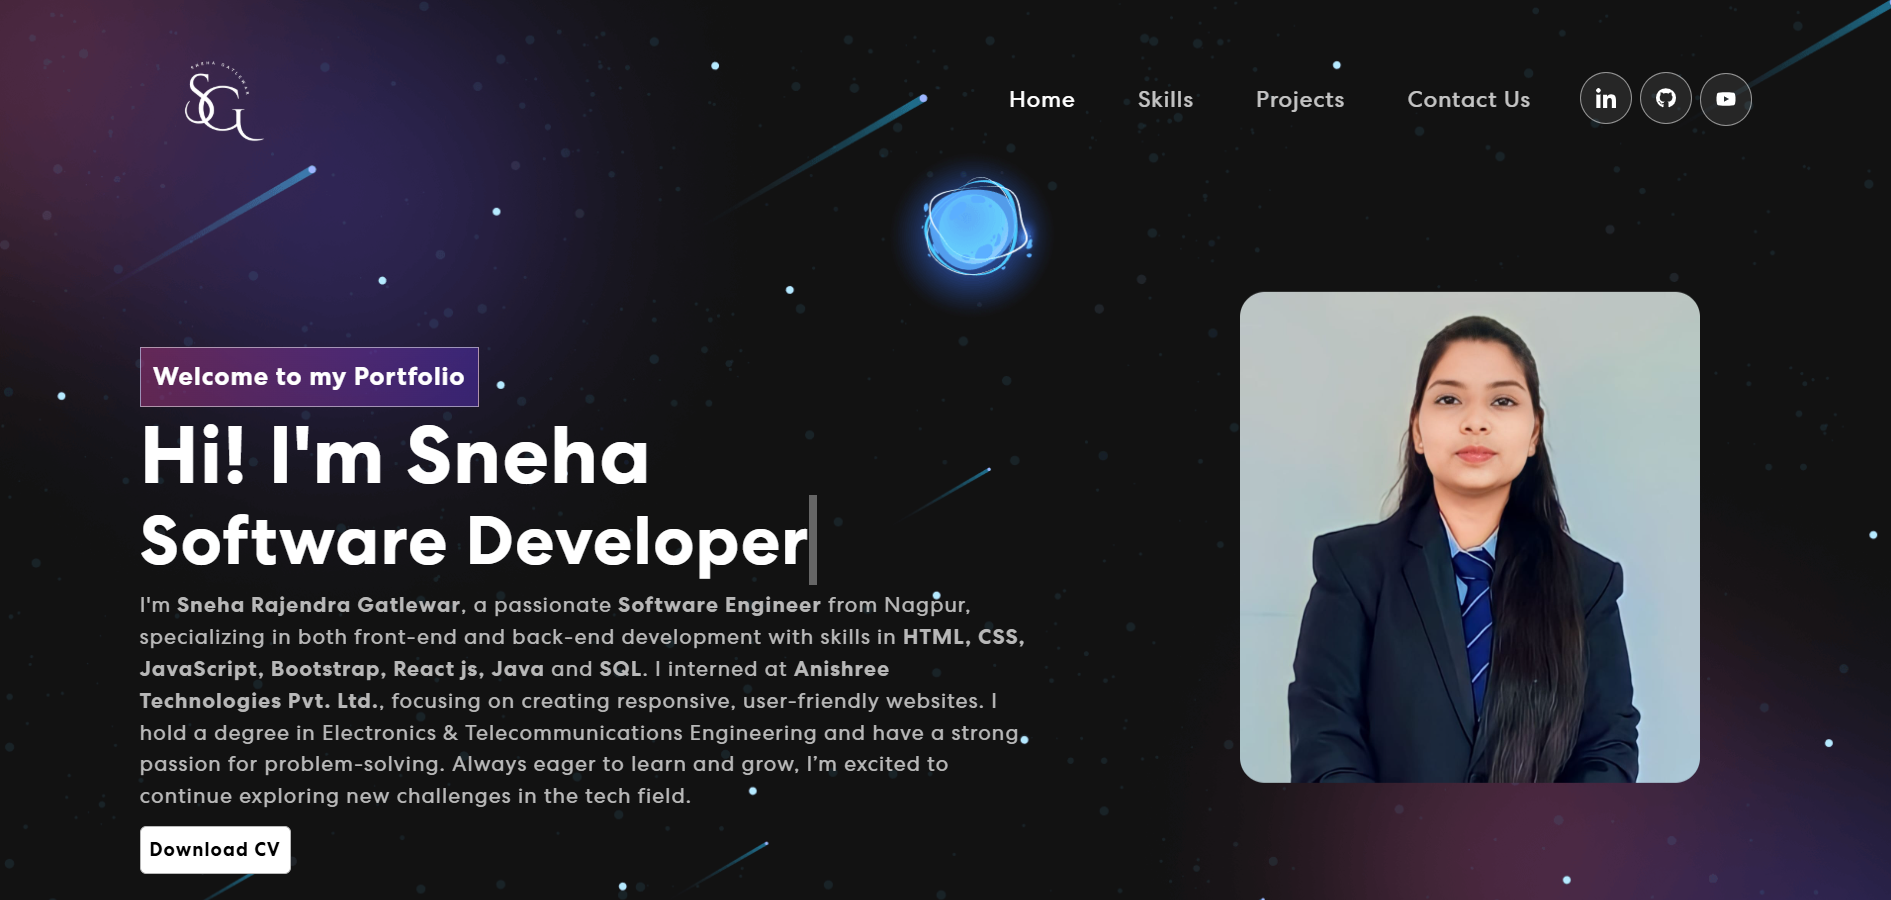 SNEHA GATLEWAR
SG
Home Skills Projects Contact Us
in
Welcome to my Portfolio
Hi! I'm Sneha
Software Developer
I'm Sneha Rajendra Gatlewar, a passionate Software Engineer from Nagpur,
specializing in both front-end and back-end development with skills in HTML, CSS,
JavaScript, Bootstrap, React js, Java and SQL. I interned at Anishree
Technologies Pvt. Ltd., focusing on creating responsive, user-friendly websites. I
hold a degree in Electronics & Telecommunications Engineering and have a strong
passion for problem-solving. Always eager to learn and grow, I’m excited to
continue exploring new challenges in the tech field.
Download CV